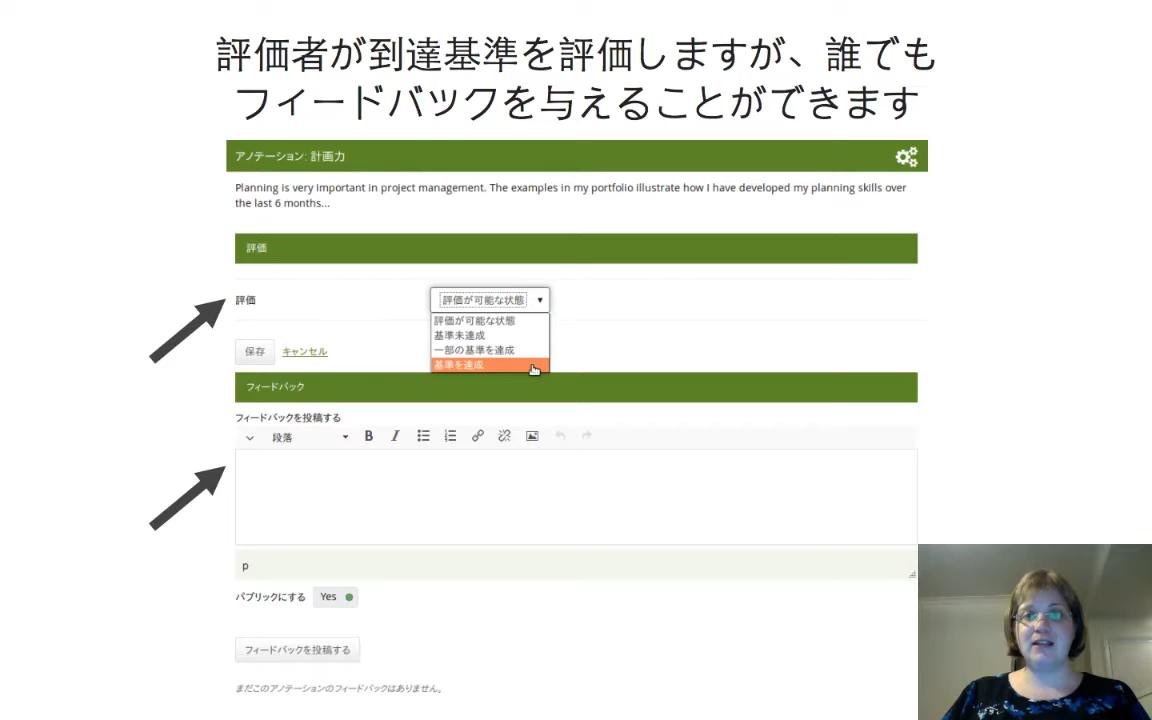 評価者が到達基準を評価しますが、誰でも
フィードバックを与えることができます
アノテーション: 計画力
Planning is very important in project management. The examples in my portfolio illustrate how I have developed my planning skills over
the last 6 months...
評価
評価 評価が可能な状態
評価が可能な状態
基準未達成
一部の基準を達成
基準を達成
保存 キャンセル
フィードバック
フィードバックを投稿する
段落 B I
p
パブリックにする Yes
フィードバックを投稿する
まだこのアノテーションのフィードバックはありません。